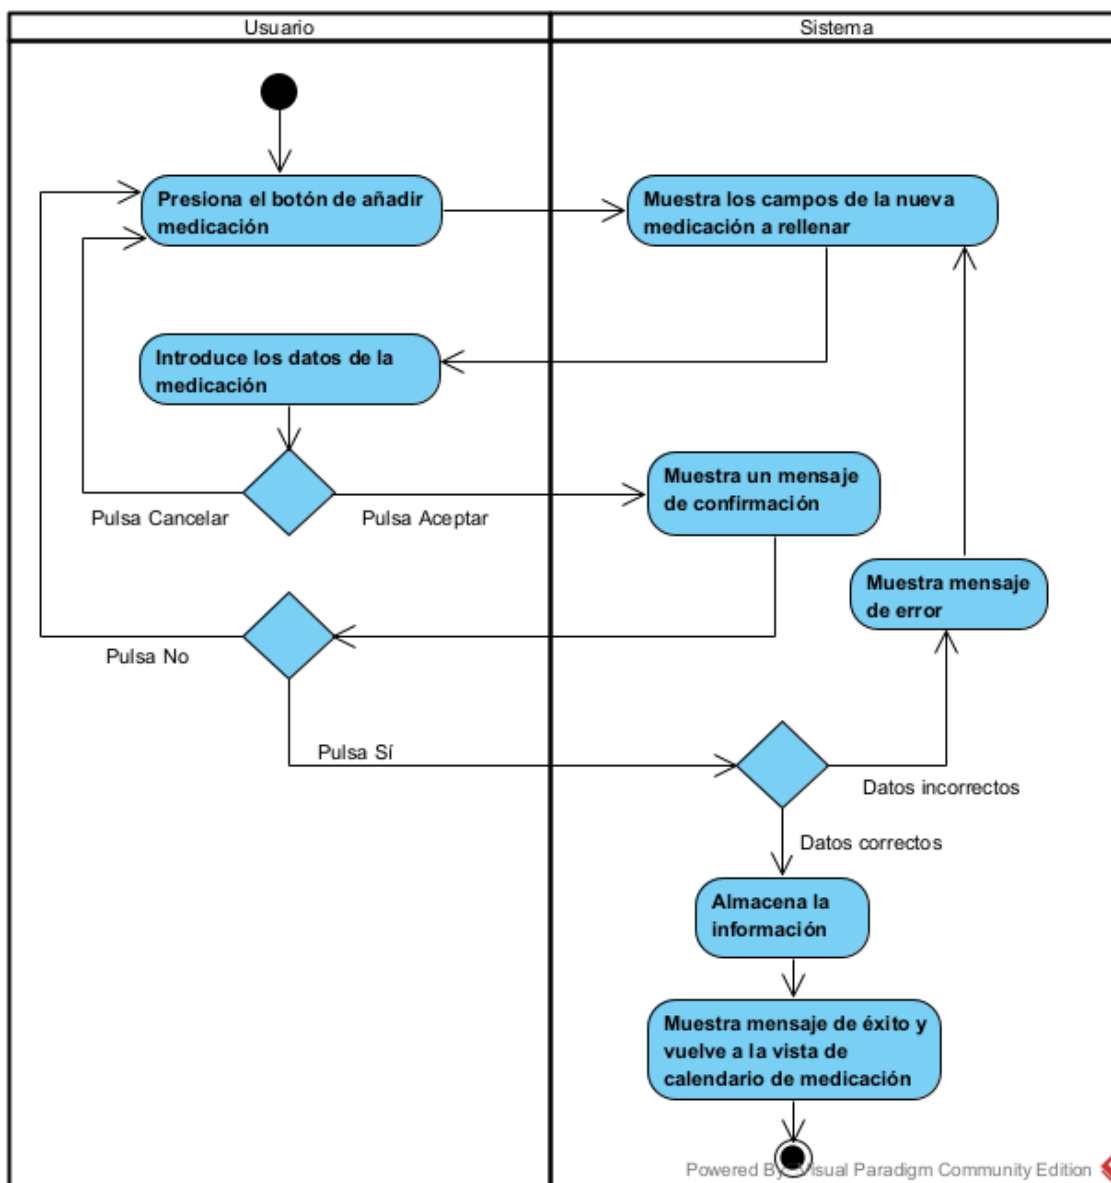 Usuario
Sistema
Presiona el botón de añadir
medicación
Muestra los campos de la nueva
medicación a rellenar
Introduce los datos de la
medicación
Pulsa Cancelar
Pulsa Aceptar
Muestra un mensaje
de confirmación
Muestra mensaje
de error
Pulsa No
Pulsa Sí
Datos incorrectos
Datos correctos
Almacena la
información
Muestra mensaje de éxito y
vuelve a la vista de
calendario de medicación
Powered By Visual Paradigm Community Edition